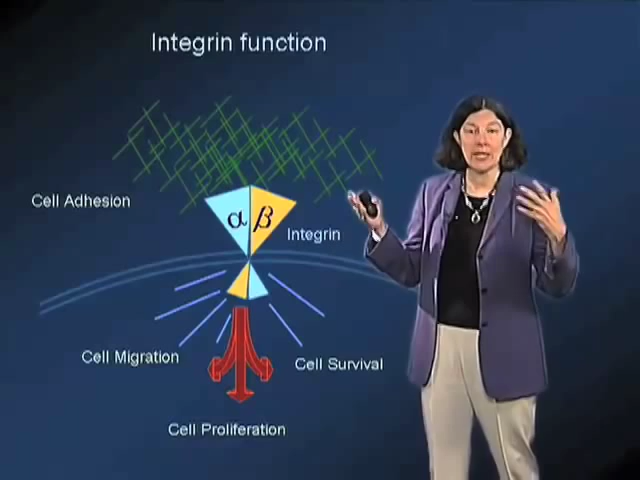 Integrin function
Cell Adhesion
α β
Integrin
Cell Migration
Cell Survival
Cell Proliferation